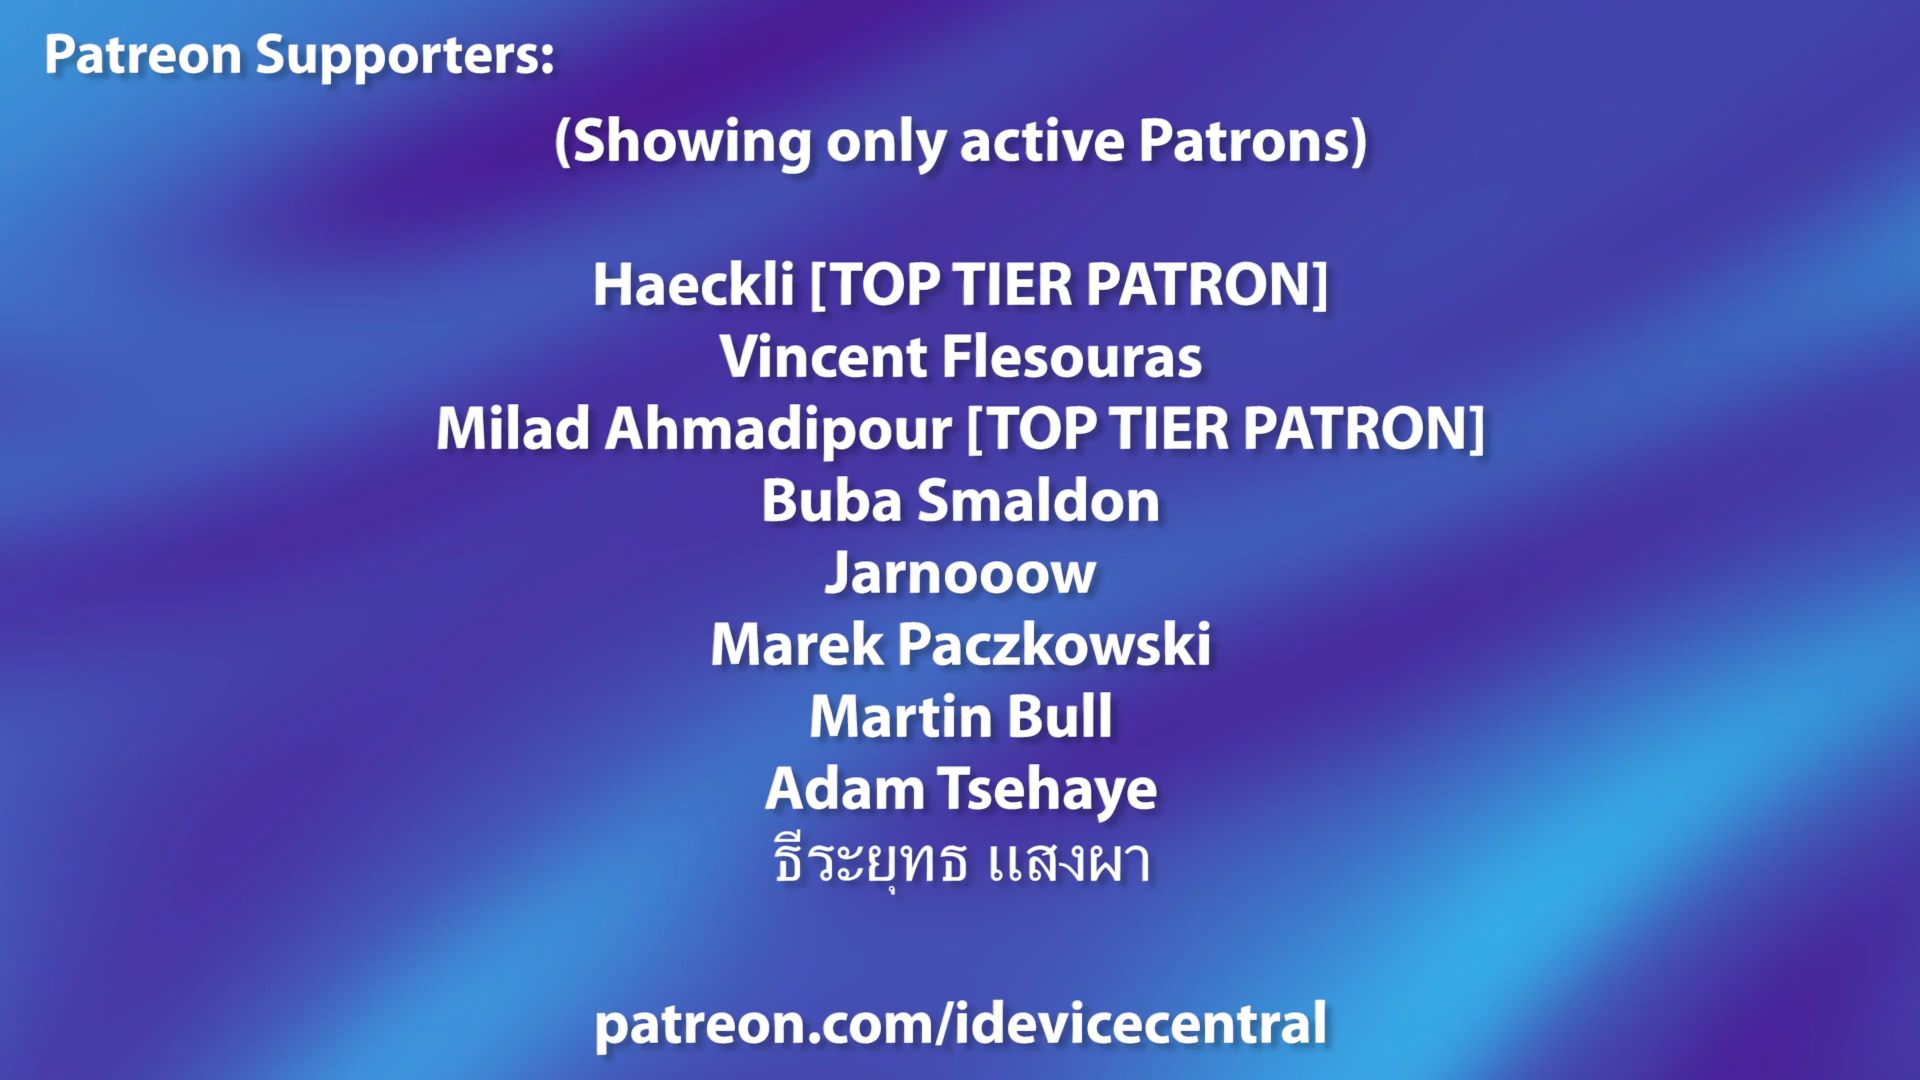 Patreon Supporters:
(Showing only active Patrons)
Haeckli [TOP TIER PATRON]
Vincent Flesouras
Milad Ahmadipour [TOP TIER PATRON]
Buba Smaldon
Jarnooow
Marek Paczkowski
Martin Bull
Adam Tsehaye
ธีระยุทธ แสงผา
patreon.com/idevicecentral